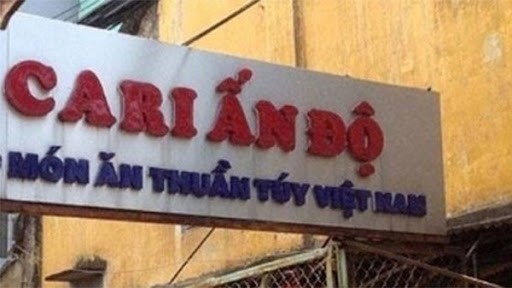 CARI ẤN ĐỘ
MÓN ĂN THUẦN TÚY VIỆT NAM